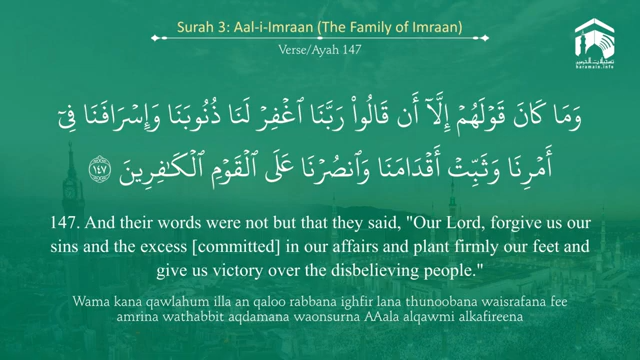 Surah 3: Aal-i-Imraan (The Family of Imraan)
Verse/Ayah 147
haramain.info
وَمَا كَانَ قَوْلَهُمْ إِلَّآ أَن قَالُوا۟ رَبَّنَا ٱغْفِرْ لَنَا ذُنُوبَنَا وَإِسْرَافَنَا فِىٓ
أَمْرِنَا وَثَبِّتْ أَقْدَامَنَا وَٱنصُرْنَا عَلَى ٱلْقَوْمِ ٱلْكَـٰفِرِينَ ١٤٧
147. And their words were not but that they said, "Our Lord, forgive us our
sins and the excess [committed] in our affairs and plant firmly our feet and
give us victory over the disbelieving people."
Wama kana qawlahum illa an qaloo rabbana ighfir lana thunoobana waisrafana fee
amrina wathabbit aqdamana waonsurna AAala alqawmi alkafireena